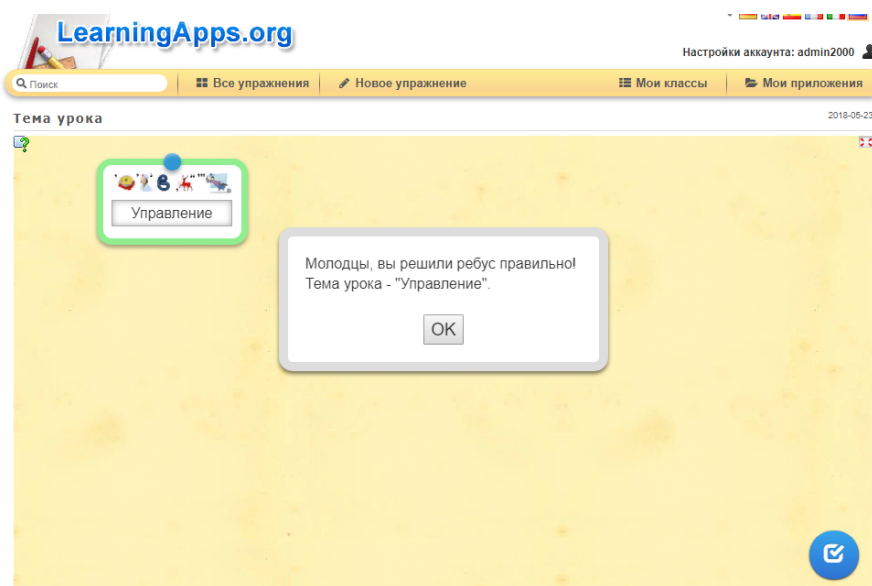 LearningApps.org
Настройки аккаунта: admin2000
Поиск
Все упражнения
Новое упражнение
Мои классы
Мои приложения
Тема урока
2018-05-23
Управление
Молодцы, вы решили ребус правильно!
Тема урока - "Управление".
OK